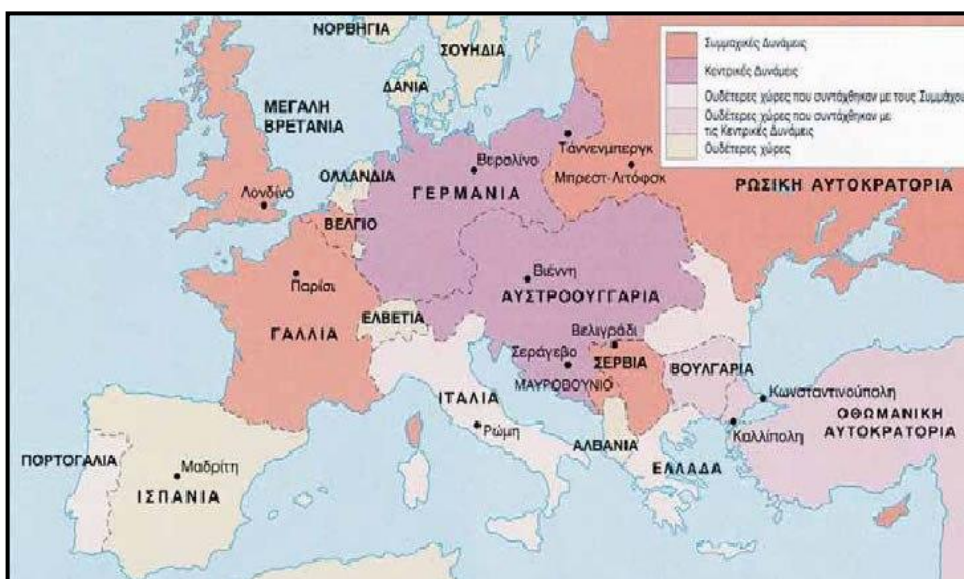 ΝΟΡΒΗΓΙΑ
ΣΟΥΗΔΙΑ
ΔΑΝΙΑ
ΜΕΓΑΛΗ
ΒΡΕΤΑΝΙΑ
Συμμαχικές Δυνάμεις
Κεντρικές Δυνάμεις
Ουδέτερες χώρες που συντάχθηκαν με τους Συμμάχου
Ουδέτερες χώρες που συντάχθηκαν με
τις Κεντρικές Δυνάμεις
Ουδέτερες χώρες
Τάννενμπεργκ
Βερολίνο
Μπρεστ-Λιτόφσκ
ΟΛΛΑΝΔΙΑ
ΓΕΡΜΑΝΙΑ
ΡΩΣΙΚΗ ΑΥΤΟΚΡΑΤΟΡΙΑ
Λονδίνο
ΒΕΛΓΙΟ
Παρίσι
Βιέννη
ΑΥΣΤΡΟΟΥΓΓΑΡΙΑ
ΕΛΒΕΤΙΑ
ΓΑΛΛΙΑ
Βελιγράδι
Σεράγεβο
ΣΕΡΒΙΑ
ΒΟΥΛΓΑΡΙΑ
ΜΑΥΡΟΒΟΥΝΙΟ
ΙΤΑΛΙΑ
Κωνσταντινούπολη
ΟΘΩΜΑΝΙΚΗ
ΑΥΤΟΚΡΑΤΟΡΙΑ
Ρώμη
Καλλίπολη
ΑΛΒΑΝΙΑ
ΕΛΛΑΔΑ
ΠΟΡΤΟΓΑΛΙΑ
Μαδρίτη
ΙΣΠΑΝΙΑ